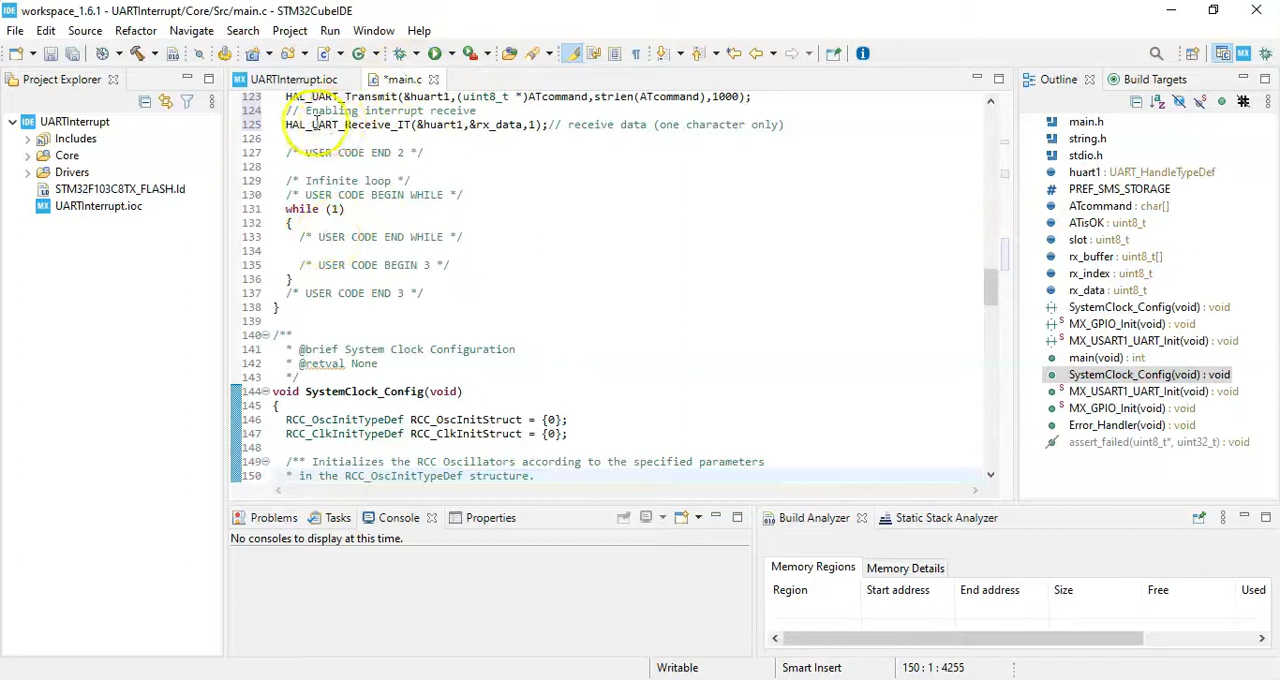 workspace_1.6.1 - UARTInterrupt/Core/Src/main.c - STM32CubeIDE
File Edit Source Refactor Navigate Search Project Run Window Help
Project Explorer
UARTInterrupt
Includes
Core
Drivers
STM32F103C8TX_FLASH.ld
UARTInterrupt.ioc
UARTInterrupt.ioc *main.c
123 HAL_UART_Transmit(&huart1,(uint8_t *)ATcommand,strlen(ATcommand),1000);
124 // Enabling interrupt receive
125 HAL_UART_Receive_IT(&huart1,&rx_data,1);// receive data (one character only)
126
127 /* USER CODE END 2 */
128
129 /* Infinite loop */
130 /* USER CODE BEGIN WHILE */
131 while (1)
132 {
133 /* USER CODE END WHILE */
134
135 /* USER CODE BEGIN 3 */
136 }
137 /* USER CODE END 3 */
138 }
139
140 /**
141 * @brief System Clock Configuration
142 * @retval None
143 */
144 void SystemClock_Config(void)
145 {
146 RCC_OscInitTypeDef RCC_OscInitStruct = {0};
147 RCC_ClkInitTypeDef RCC_ClkInitStruct = {0};
148
149 /** Initializes the RCC Oscillators according to the specified parameters
150 * in the RCC_OscInitTypeDef structure.
Outline Build Targets
main.h
string.h
stdio.h
huart1 : UART_HandleTypeDef
PREF_SMS_STORAGE
ATcommand : char[]
ATisOK : uint8_t
slot : uint8_t
rx_buffer : uint8_t[]
rx_index : uint8_t
rx_data : uint8_t
SystemClock_Config(void) : void
MX_GPIO_Init(void) : void
MX_USART1_UART_Init(void) : void
main(void) : int
SystemClock_Config(void) : void
MX_USART1_UART_Init(void) : void
MX_GPIO_Init(void) : void
Error_Handler(void) : void
assert_failed(uint8_t*, uint32_t) : void
Problems Tasks Console Properties
No consoles to display at this time.
Build Analyzer Static Stack Analyzer
Memory Regions Memory Details
Region Start address End address Size Free Used
Writable Smart Insert 150 : 1 : 4255